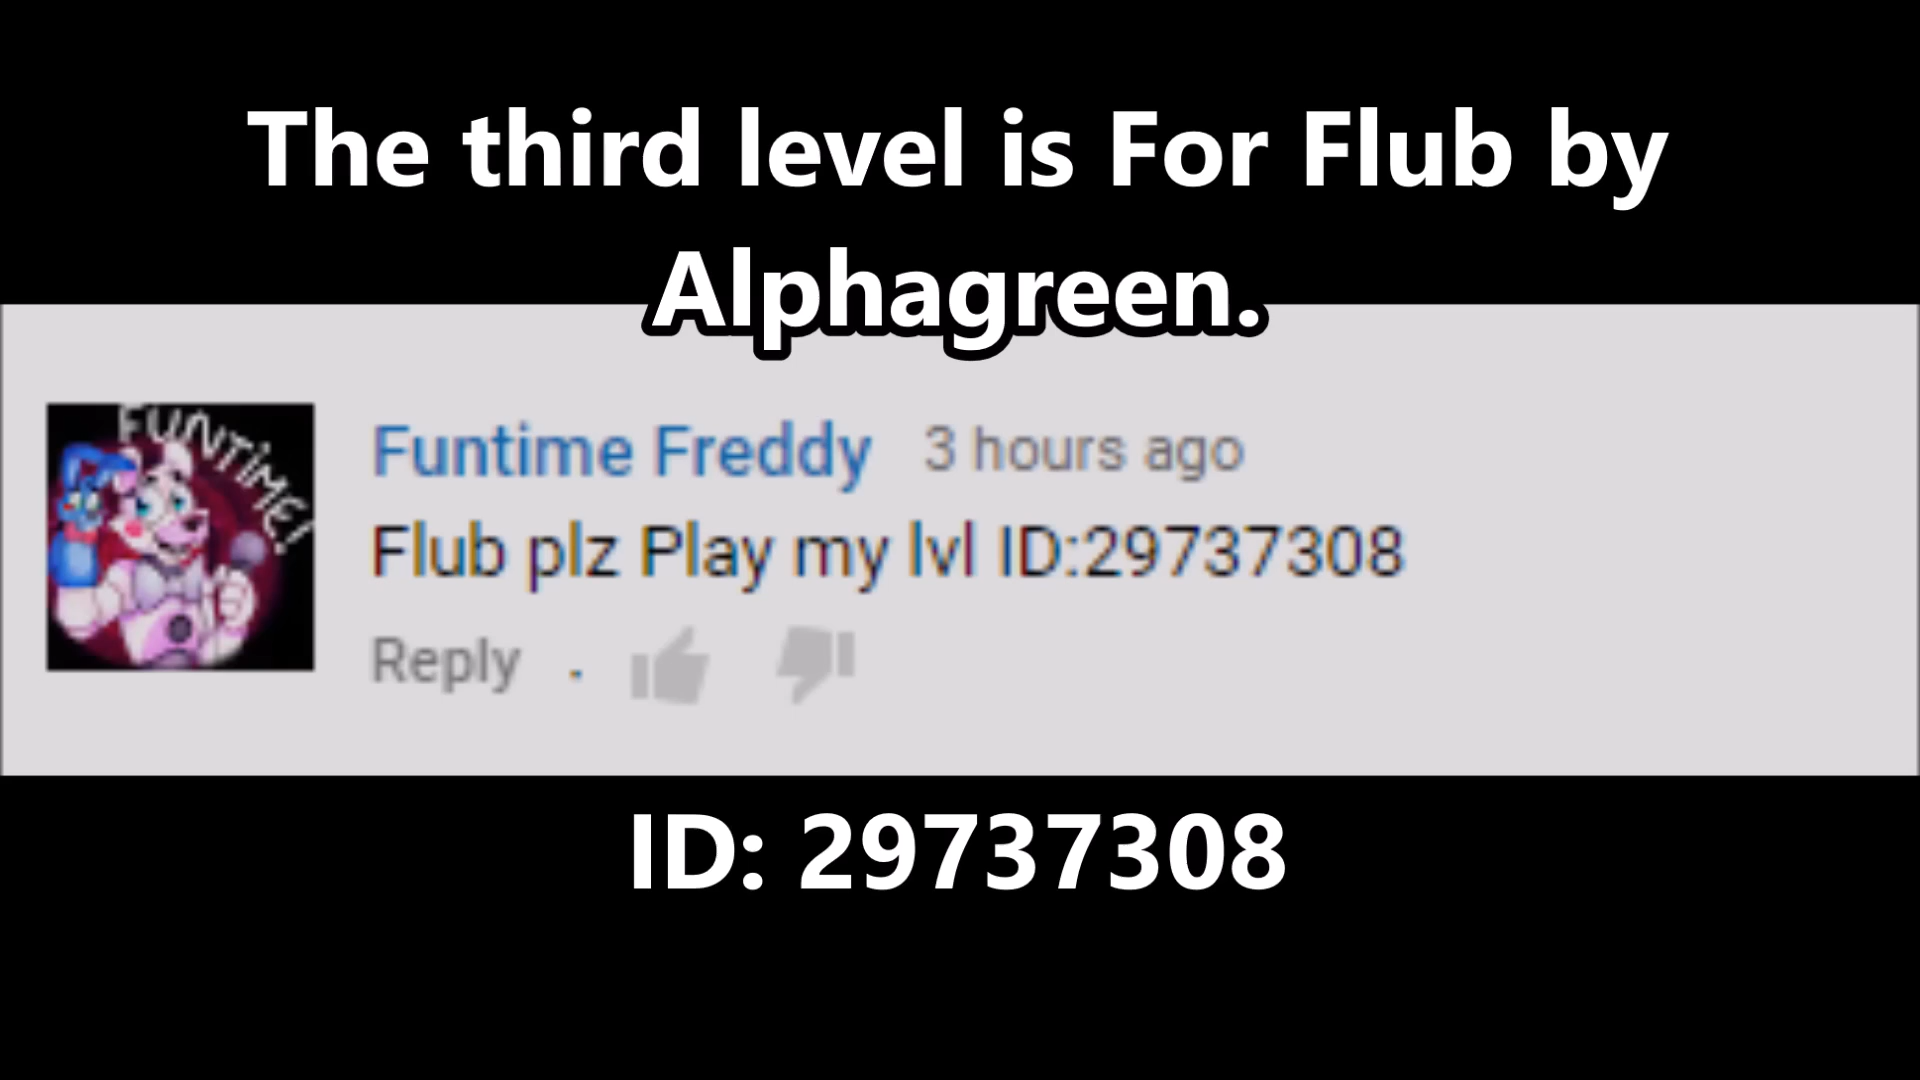 The third level is For Flub by
Alphagreen.
FUNTiME!
Funtime Freddy 3 hours ago
Flub plz Play my lvl ID:29737308
Reply .
ID: 29737308